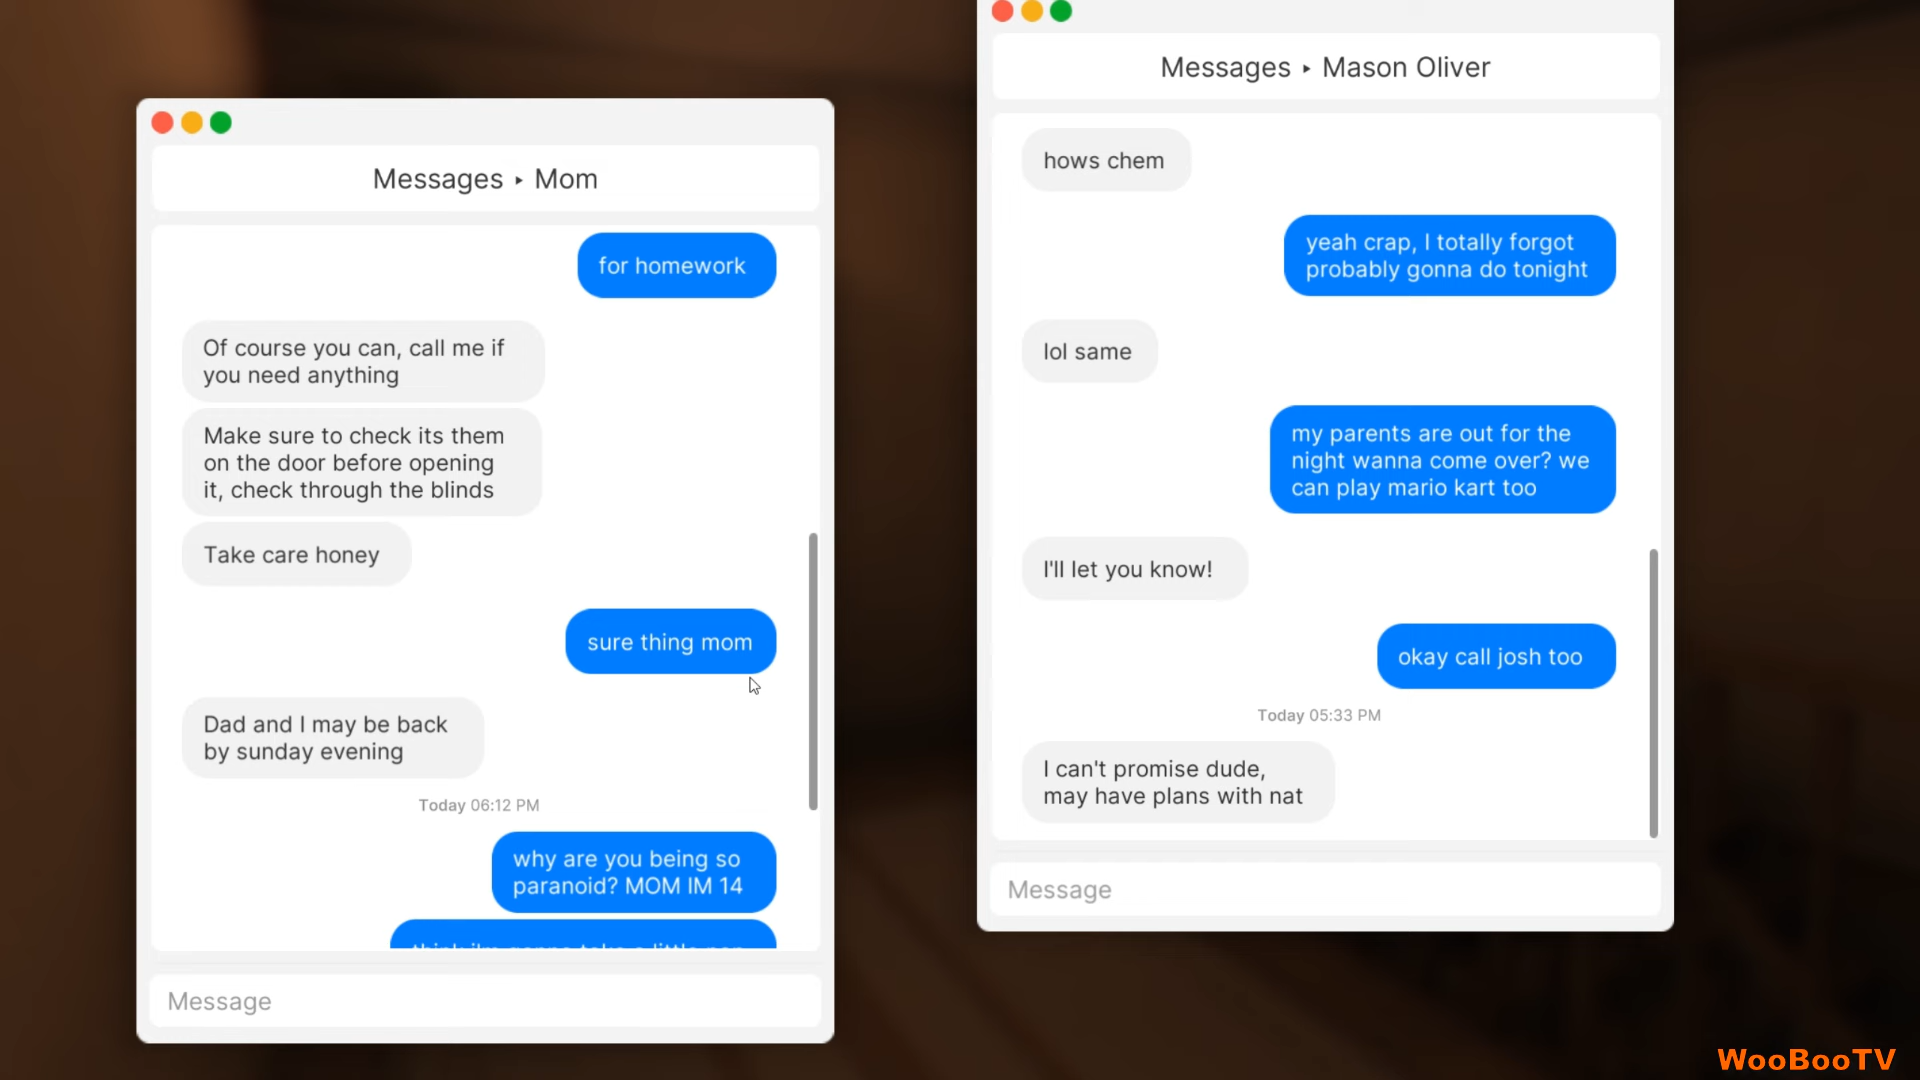 Messages ▸ Mom
for homework
Of course you can, call me if
you need anything
Make sure to check its them
on the door before opening
it, check through the blinds
Take care honey
sure thing mom
Dad and I may be back
by sunday evening
Today 06:12 PM
why are you being so
paranoid? MOM IM 14
think i'm gonna take a little nap
Message
Messages ▸ Mason Oliver
hows chem
yeah crap, I totally forgot
probably gonna do tonight
lol same
my parents are out for the
night wanna come over? we
can play mario kart too
I'll let you know!
okay call josh too
Today 05:33 PM
I can't promise dude,
may have plans with nat
Message
WooBooTV